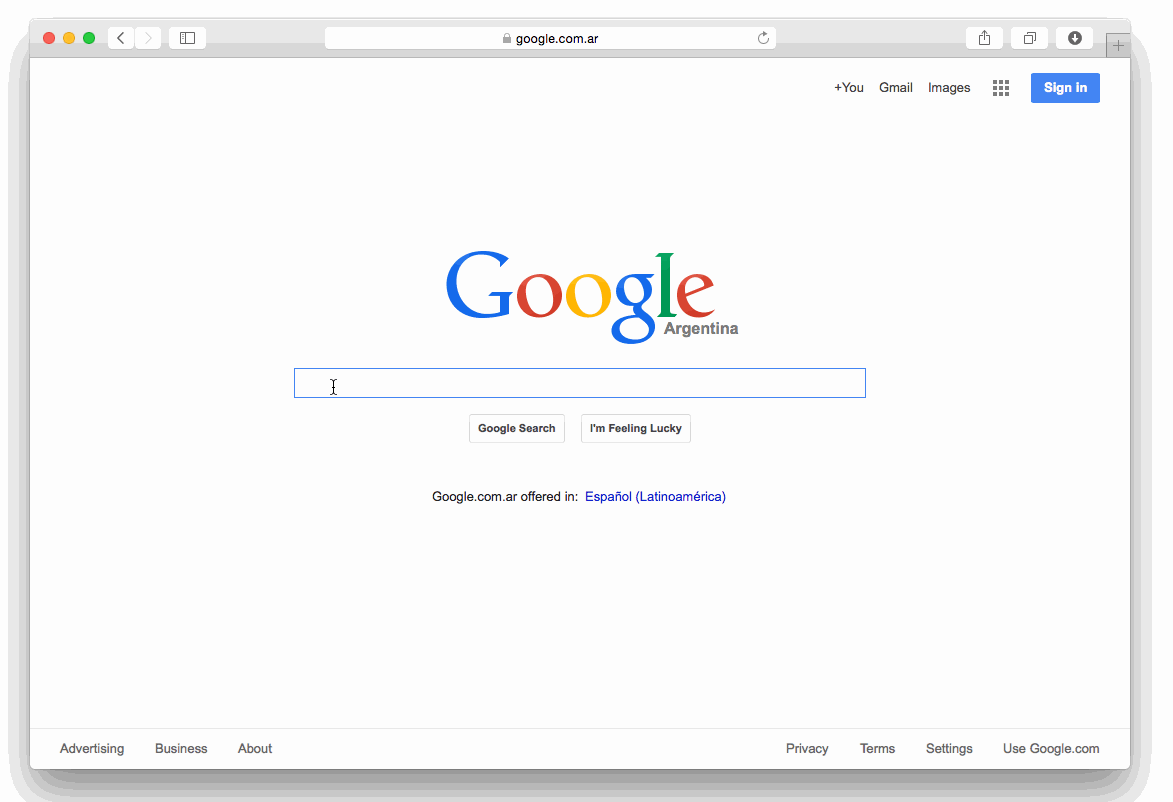 google.com.ar
+You Gmail Images Sign in
Google
Argentina
Google Search I'm Feeling Lucky
Google.com.ar offered in: Español (Latinoamérica)
Advertising Business About Privacy Terms Settings Use Google.com